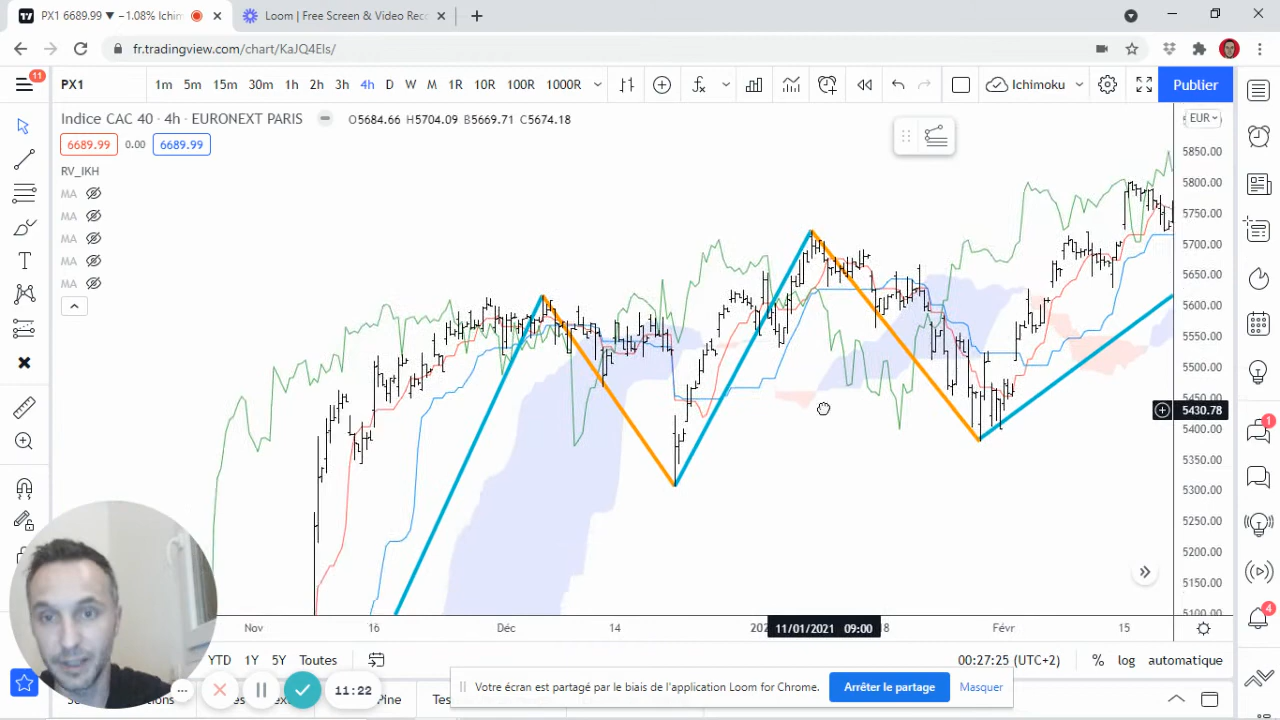 PX1 6689.99 ▼ −1.08% Ichim
Loom | Free Screen & Video Rec
fr.tradingview.com/chart/KaJQ4Els/
11
PX1
1m 5m 15m 30m 1h 2h 3h 4h D W M 1R 10R 100R 1000R
Ichimoku
Publier
Indice CAC 40 · 4h · EURONEXT PARIS
O5684.66 H5704.09 B5669.71 C5674.18
EUR
6689.99 0.00 6689.99
RV_IKH
MA
MA
MA
MA
MA
5850.00
5800.00
5750.00
5700.00
5650.00
5600.00
5550.00
5500.00
5450.00
5430.78
5400.00
5350.00
5300.00
5250.00
5200.00
5150.00
5100.00
1
4
Nov 16 Déc 14 202 11/01/2021 09:00 8 Févr 15
YTD 1Y 5Y Toutes
00:27:25 (UTC+2) % log automatique
11:22
Votre écran est partagé par le biais de l'application Loom for Chrome.
Arrêter le partage
Masquer
Pine